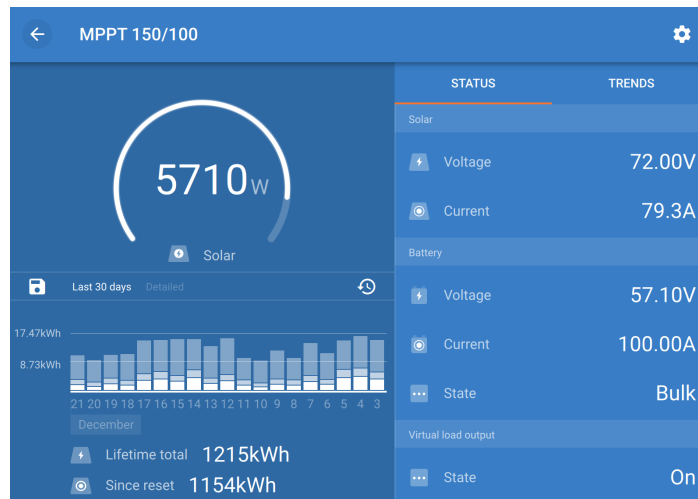 MPPT 150/100
5710W
Solar
Last 30 days Detailed
17.47kWh
8.73kWh
21 20 19 18 17 16 15 14 13 12 11 10 9 8 7 6 5 4 3
December
Lifetime total 1215kWh
Since reset 1154kWh
STATUS TRENDS
Solar
Voltage 72.00V
Current 79.3A
Battery
Voltage 57.10V
Current 100.00A
State Bulk
Virtual load output
State On